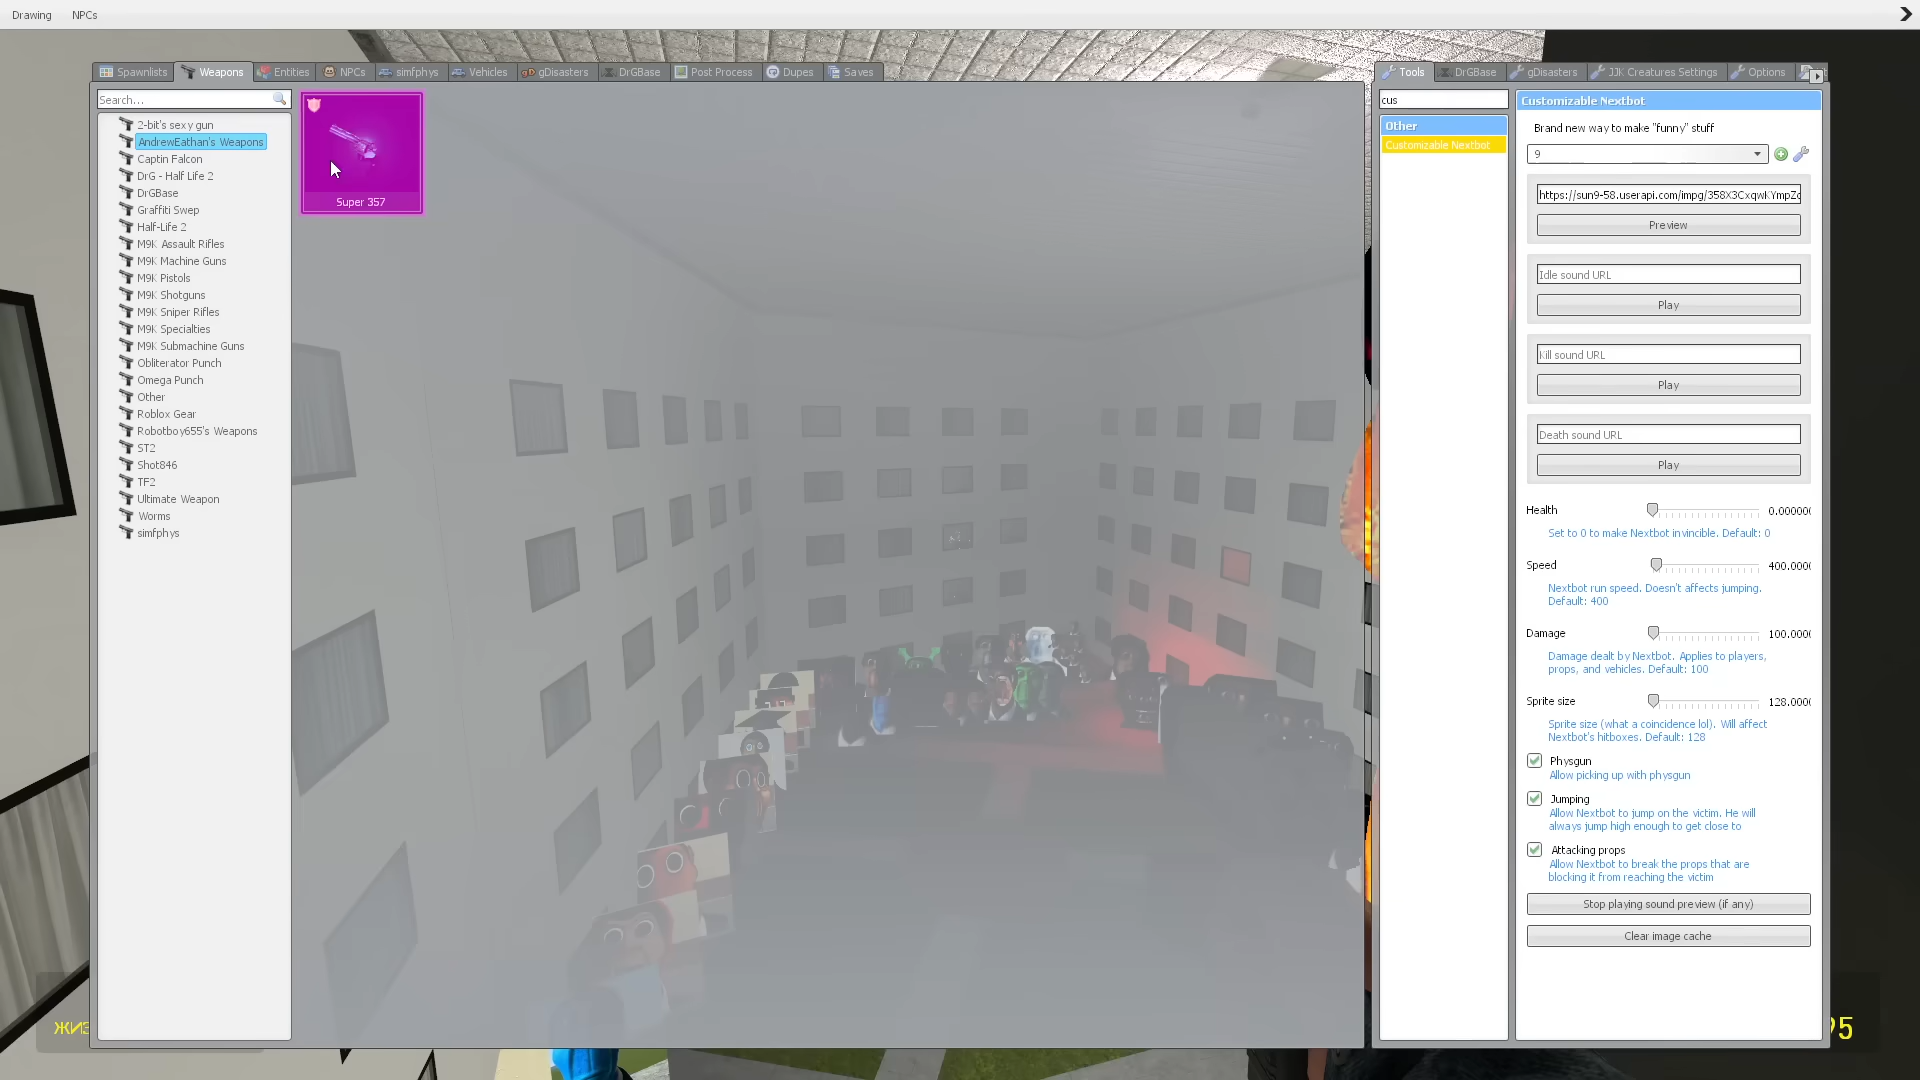 Drawing NPCs
Spawnlists Weapons Entities NPCs simfphys Vehicles gDisasters DrGBase Post Process Dupes Saves
Tools DrGBase gDisasters JJK Creatures Settings Options
Search...
2-bit's sexy gun
AndrewEathan's Weapons
Captin Falcon
DrG - Half Life 2
DrGBase
Graffiti Swep
Half-Life 2
M9K Assault Rifles
M9K Machine Guns
M9K Pistols
M9K Shotguns
M9K Sniper Rifles
M9K Specialties
M9K Submachine Guns
Obliterator Punch
Omega Punch
Other
Roblox Gear
Robotboy655's Weapons
ST2
Shot846
TF2
Ultimate Weapon
Worms
simfphys
Super 357
cus
Other
Customizable Nextbot
Customizable Nextbot
Brand new way to make "funny" stuff
9
https://sun9-58.userapi.com/impg/358X3CxqwKYmpZc
Preview
Idle sound URL
Play
Kill sound URL
Play
Death sound URL
Play
Health 0.00000
Set to 0 to make Nextbot invincible. Default: 0
Speed 400.000
Nextbot run speed. Doesn't affects jumping.
Default: 400
Damage 100.000
Damage dealt by Nextbot. Applies to players,
props, and vehicles. Default: 100
Sprite size 128.000
Sprite size (what a coincidence lol). Will affect
Nextbot's hitboxes. Default: 128
Physgun
Allow picking up with physgun
Jumping
Allow Nextbot to jump on the victim. He will
always jump high enough to get close to
Attacking props
Allow Nextbot to break the props that are
blocking it from reaching the victim
Stop playing sound preview (if any)
Clear image cache